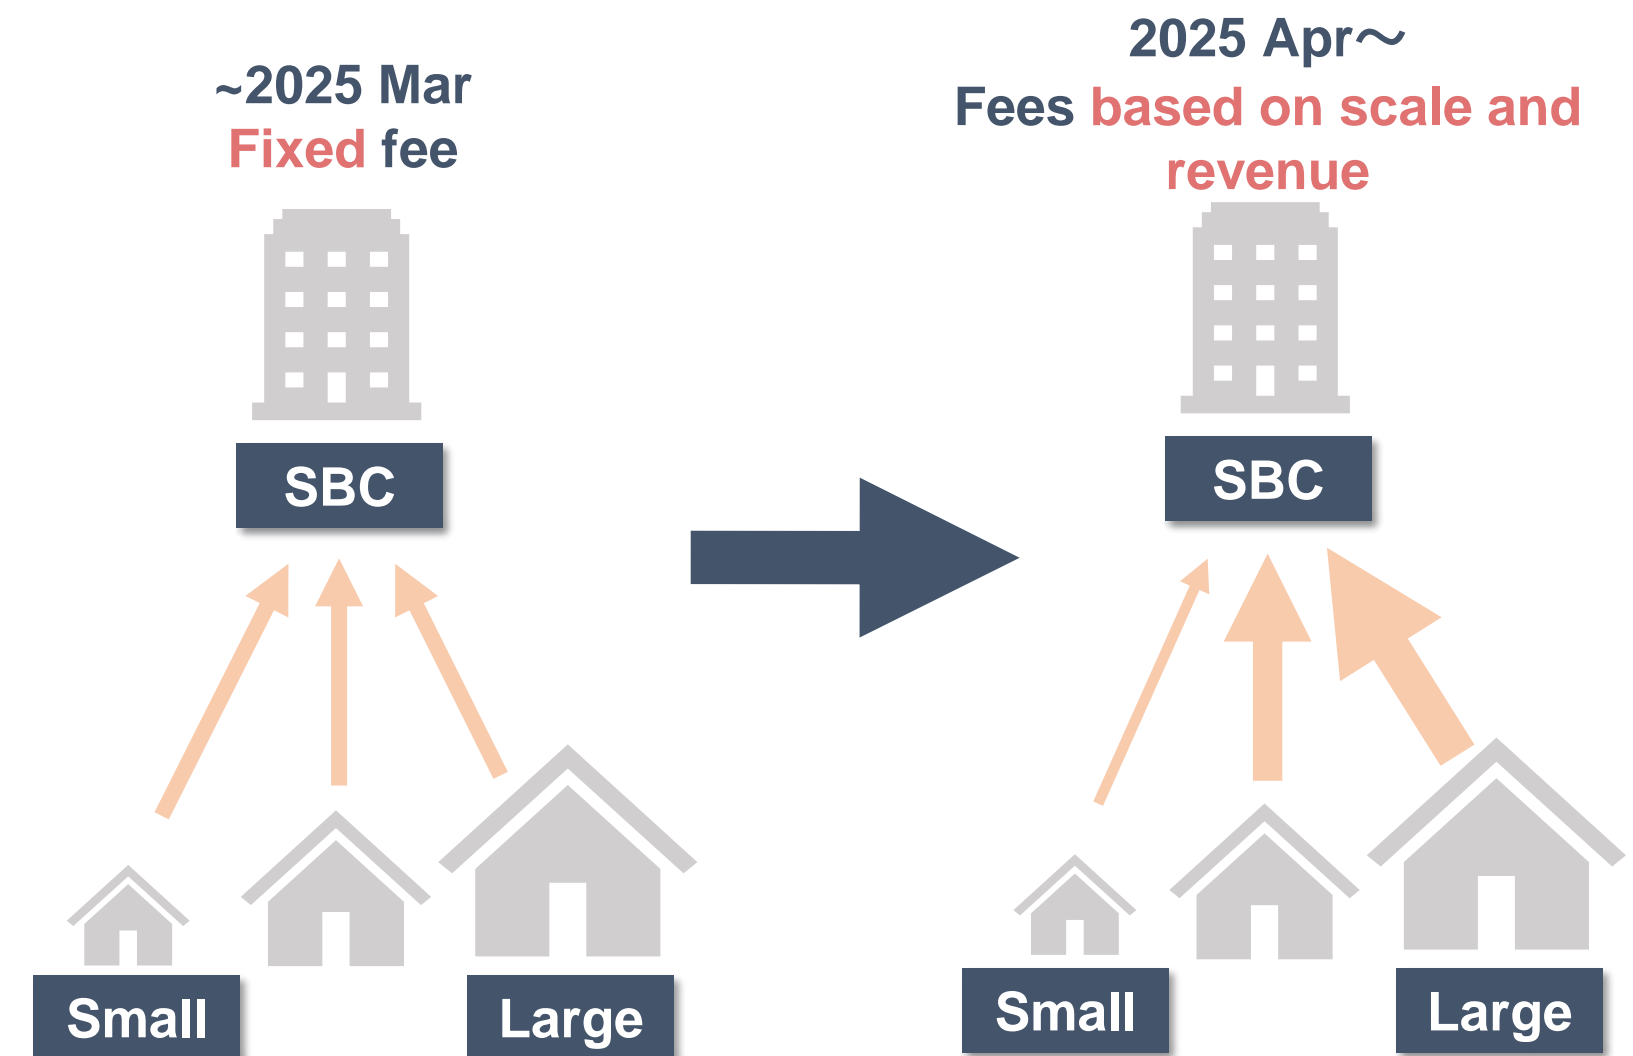 ~2025 Mar
Fixed fee
SBC
Small
Large
2025 Apr～
Fees based on scale and
revenue
SBC
Small
Large